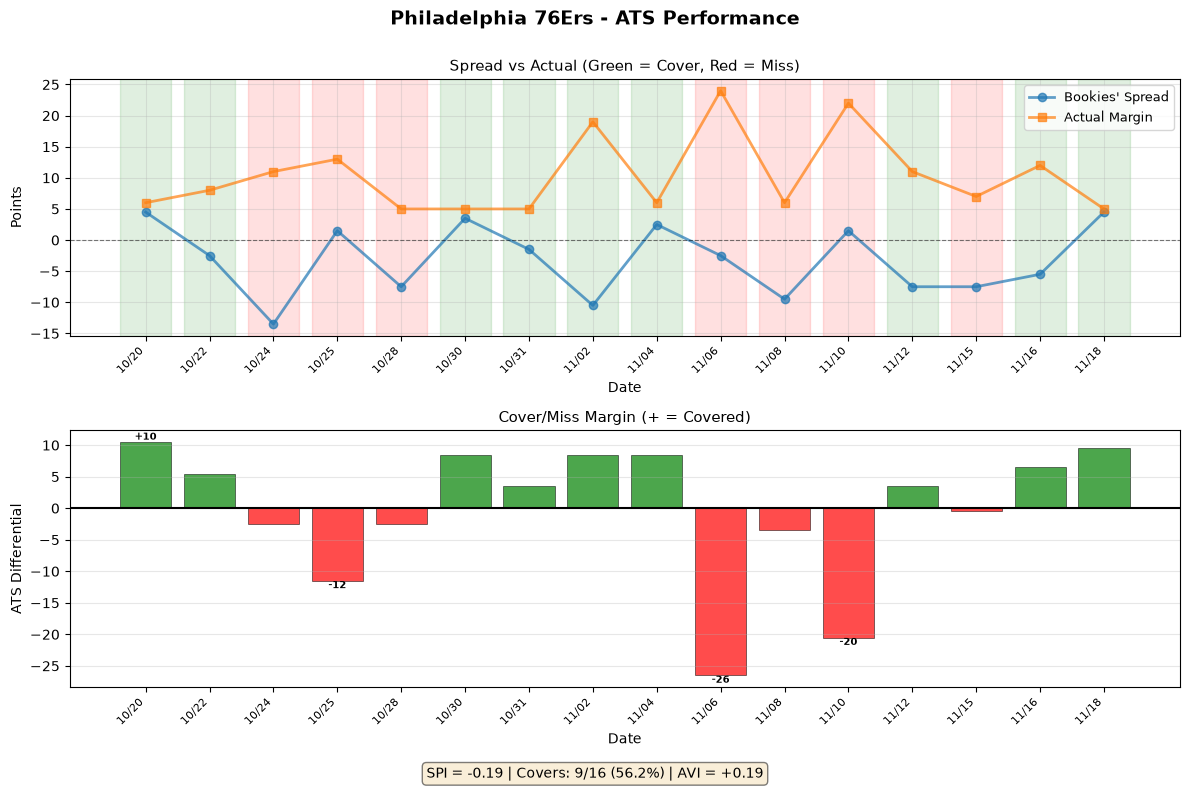 Philadelphia 76Ers - ATS Performance
Spread vs Actual (Green = Cover, Red = Miss)
Points
25
20
15
10
5
0
−5
−10
−15
Bookies' Spread
Actual Margin
10/20 10/22 10/24 10/25 10/28 10/30 10/31 11/02 11/04 11/06 11/08 11/10 11/12 11/15 11/16 11/18
Date
Cover/Miss Margin (+ = Covered)
ATS Differential
10
5
0
−5
−10
−15
−20
−25
+10
-12
-26
-20
10/20 10/22 10/24 10/25 10/28 10/30 10/31 11/02 11/04 11/06 11/08 11/10 11/12 11/15 11/16 11/18
Date
SPI = -0.19 | Covers: 9/16 (56.2%) | AVI = +0.19